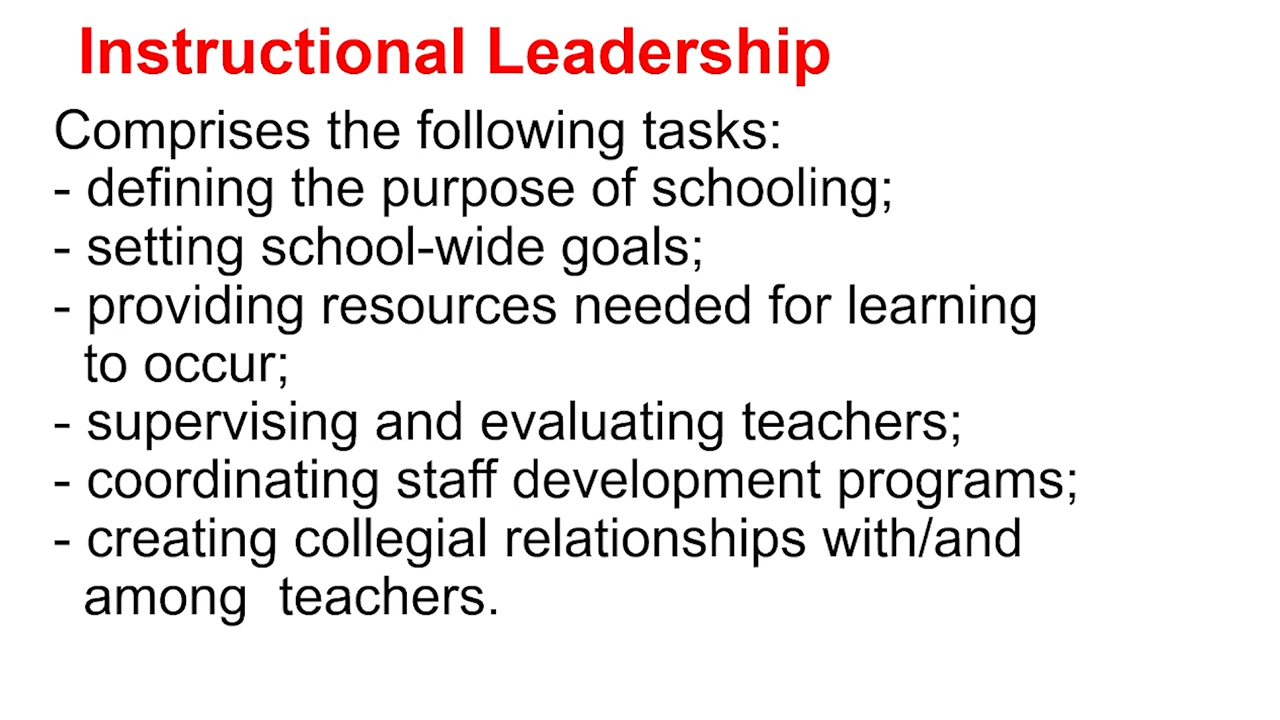 Instructional Leadership
Comprises the following tasks:
- defining the purpose of schooling;
- setting school-wide goals;
- providing resources needed for learning
to occur;
- supervising and evaluating teachers;
- coordinating staff development programs;
- creating collegial relationships with/and
among  teachers.